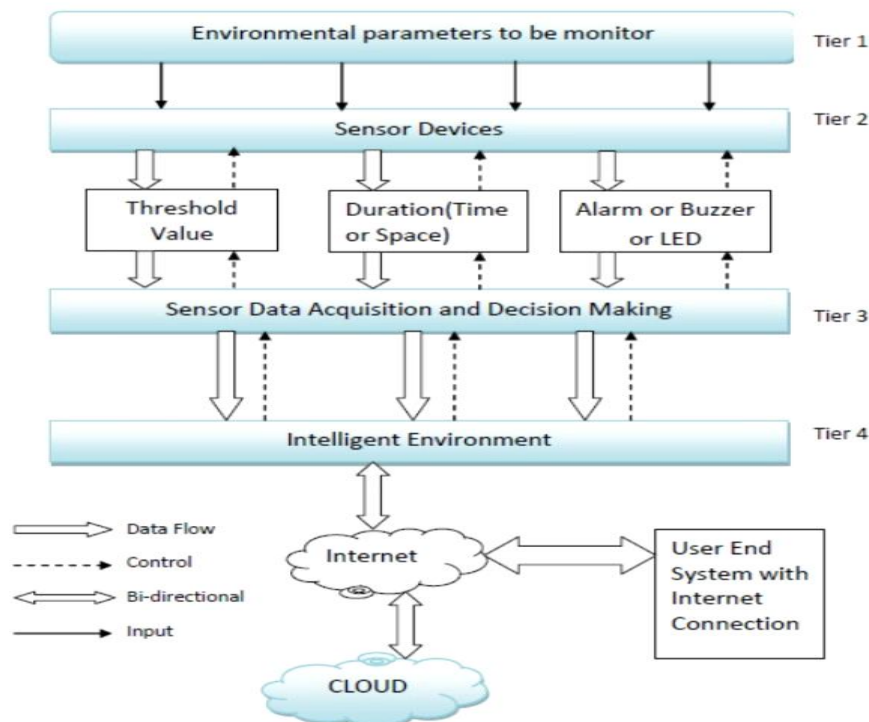 Environmental parameters to be monitor
Tier 1
Sensor Devices
Tier 2
Threshold
Value
Duration(Time
or Space)
Alarm or Buzzer
or LED
Sensor Data Acquisition and Decision Making
Tier 3
Intelligent Environment
Tier 4
Data Flow
Control
Bi-directional
Input
Internet
User End
System with
Internet
Connection
CLOUD